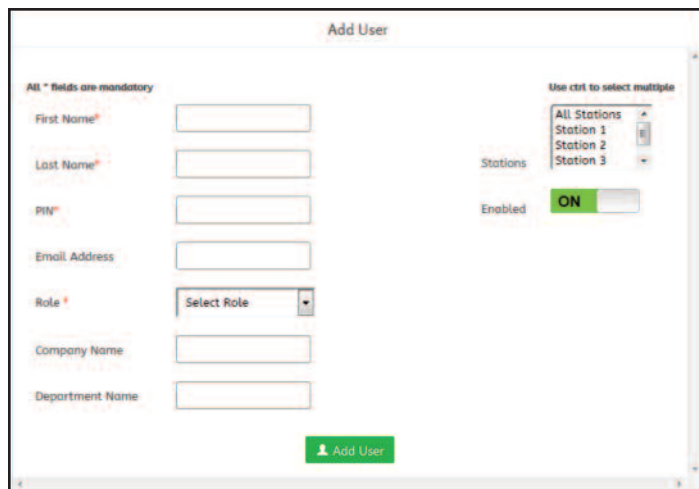 Add User
All * fields are mandatory
Use ctrl to select multiple
First Name*
Last Name*
PIN*
Email Address
Role *
Select Role
Company Name
Department Name
Stations
All Stations
Station 1
Station 2
Station 3
Enabled
ON
Add User